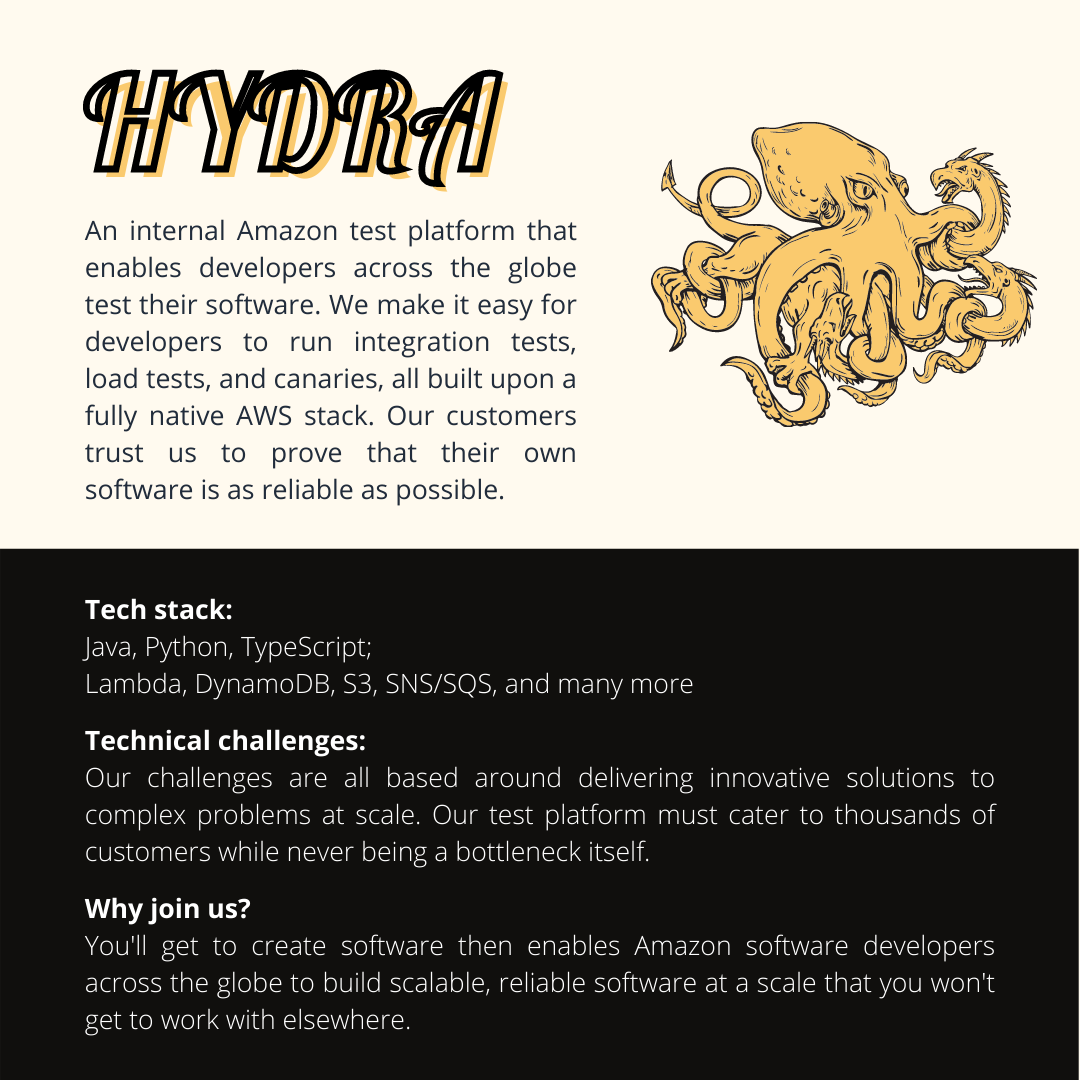 HYDRA
An internal Amazon test platform that
enables developers across the globe
test their software. We make it easy for
developers to run integration tests,
load tests, and canaries, all built upon a
fully native AWS stack. Our customers
trust us to prove that their own
software is as reliable as possible.
Tech stack:
Java, Python, TypeScript;
Lambda, DynamoDB, S3, SNS/SQS, and many more
Technical challenges:
Our challenges are all based around delivering innovative solutions to
complex problems at scale. Our test platform must cater to thousands of
customers while never being a bottleneck itself.
Why join us?
You'll get to create software then enables Amazon software developers
across the globe to build scalable, reliable software at a scale that you won't
get to work with elsewhere.